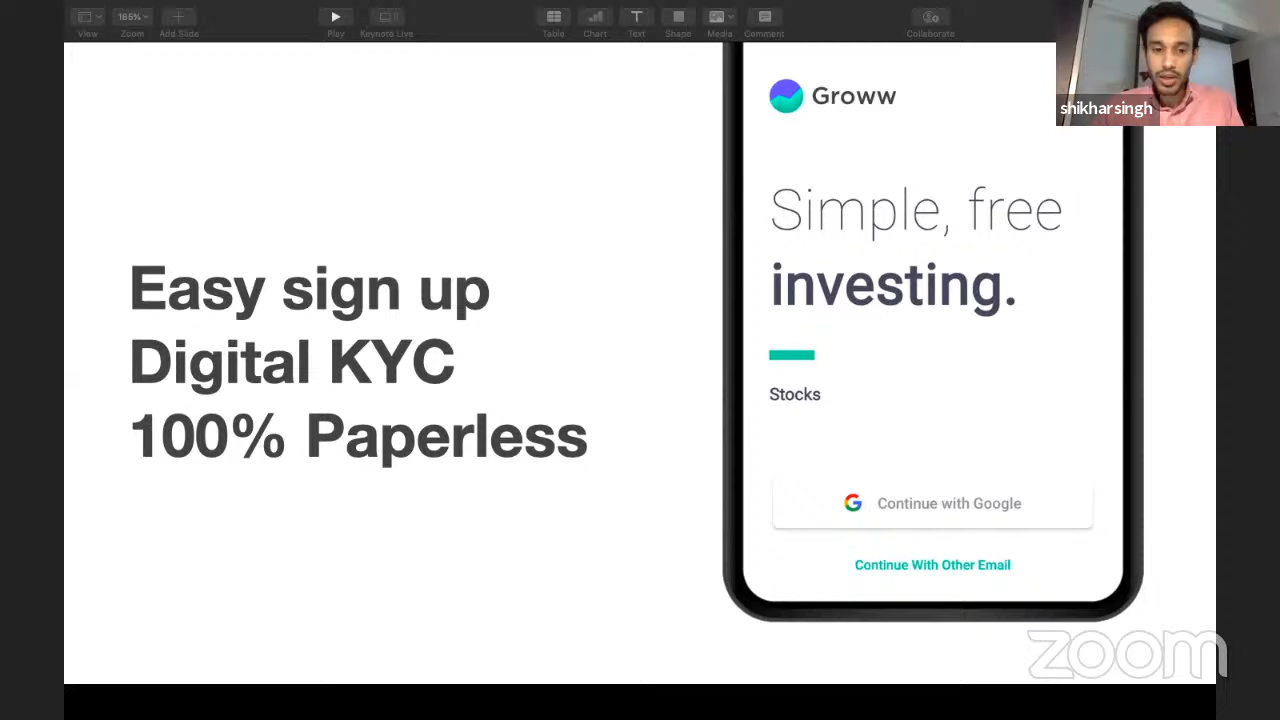 165%
View
Zoom
Add Slide
Play
Keynote Live
Table
Chart
Text
Shape
Media
Comment
Collaborate
shikharsingh
Groww
Simple, free
investing.
Stocks
Continue with Google
Continue With Other Email
Easy sign up
Digital KYC
100% Paperless
zoom